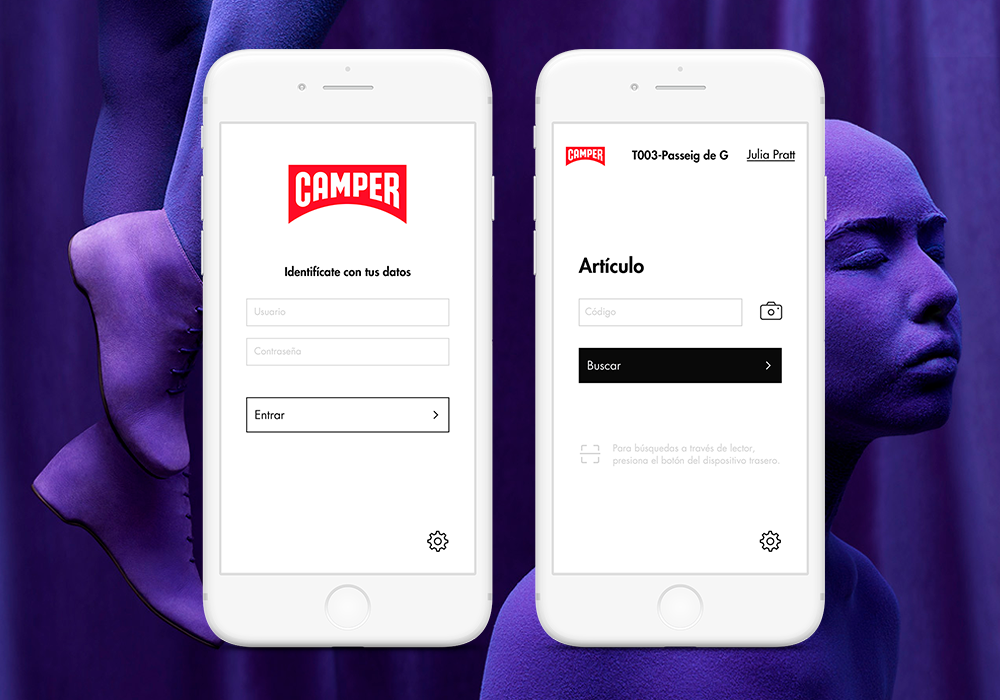 CAMPER
Identifícate con tus datos
Usuario
Contraseña
Entrar
CAMPER
T003-Passeig de G
Julia Pratt
Artículo
Código
Buscar
Para búsquedas a través de lector,
presiona el botón del dispositivo trasero.